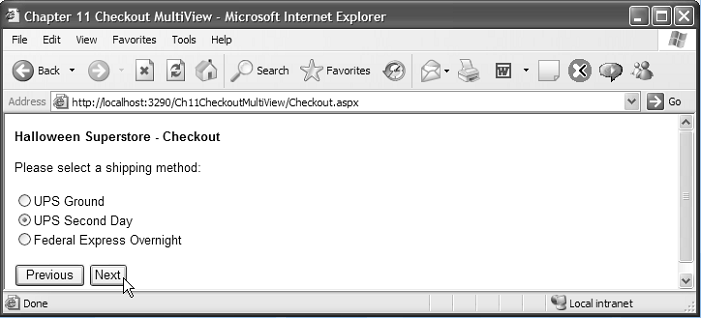 Chapter 11 Checkout MultiView - Microsoft Internet Explorer
File Edit View Favorites Tools Help
Back Search Favorites
Address http://localhost:3290/Ch11CheckoutMultiView/Checkout.aspx Go
Halloween Superstore - Checkout
Please select a shipping method:
UPS Ground
UPS Second Day
Federal Express Overnight
Previous Next
Done Local intranet